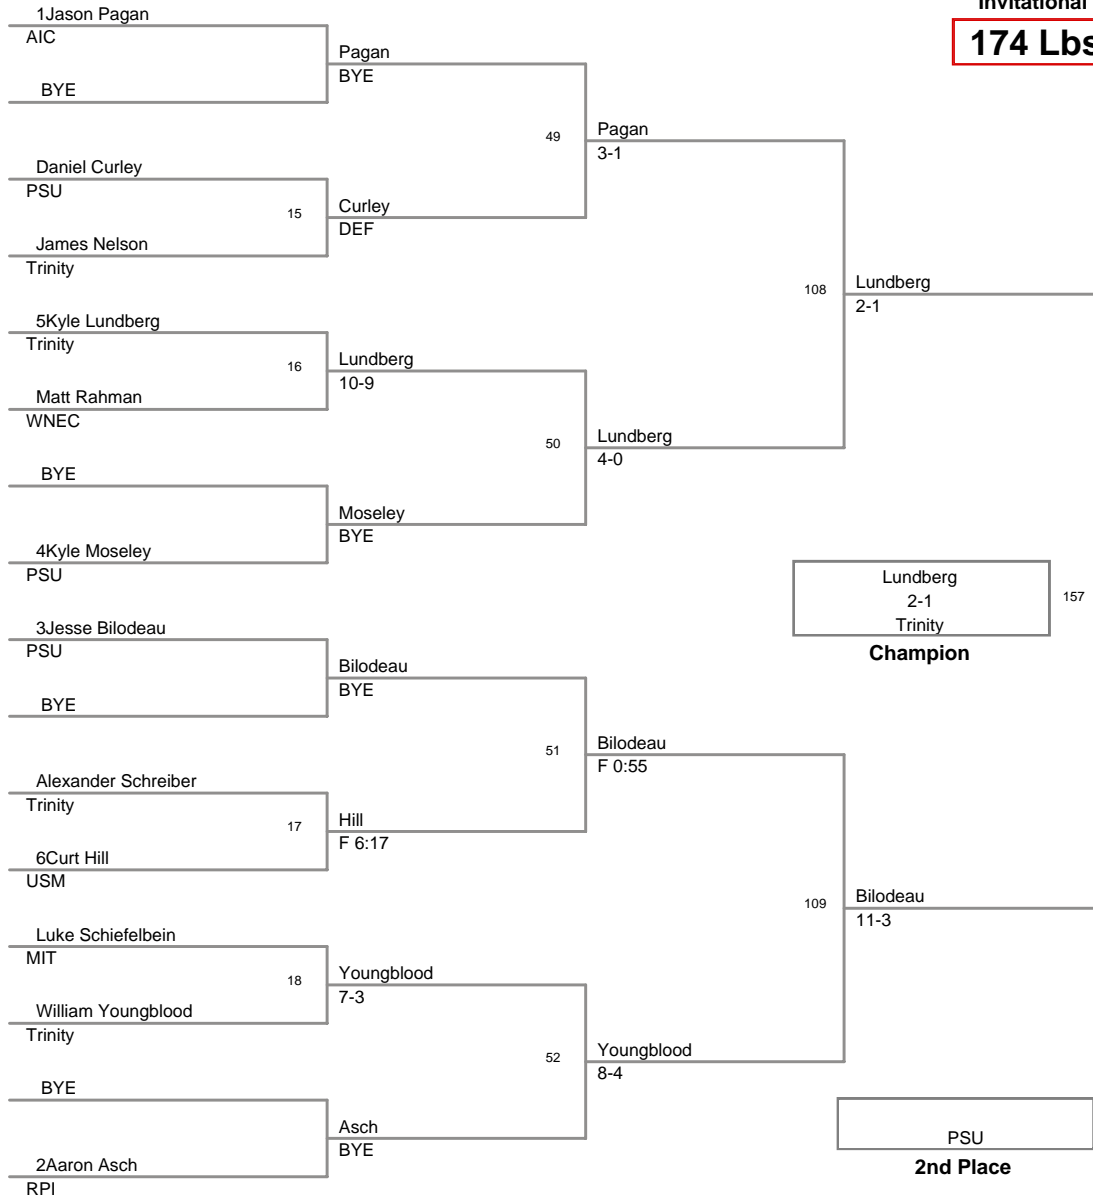 Invitational
174 Lbs
1Jason Pagan
AIC
BYE
Pagan
BYE
Daniel Curley
PSU
15
James Nelson
Trinity
Curley
DEF
49
Pagan
3-1
5Kyle Lundberg
Trinity
16
Matt Rahman
WNEC
Lundberg
10-9
BYE
4Kyle Moseley
PSU
Moseley
BYE
50
Lundberg
4-0
108
Lundberg
2-1
Lundberg
2-1
Trinity
157
Champion
3Jesse Bilodeau
PSU
BYE
Bilodeau
BYE
Alexander Schreiber
Trinity
17
6Curt Hill
USM
Hill
F 6:17
51
Bilodeau
F 0:55
Luke Schiefelbein
MIT
18
William Youngblood
Trinity
Youngblood
7-3
BYE
2Aaron Asch
RPI
Asch
BYE
52
Youngblood
8-4
109
Bilodeau
11-3
PSU
2nd Place